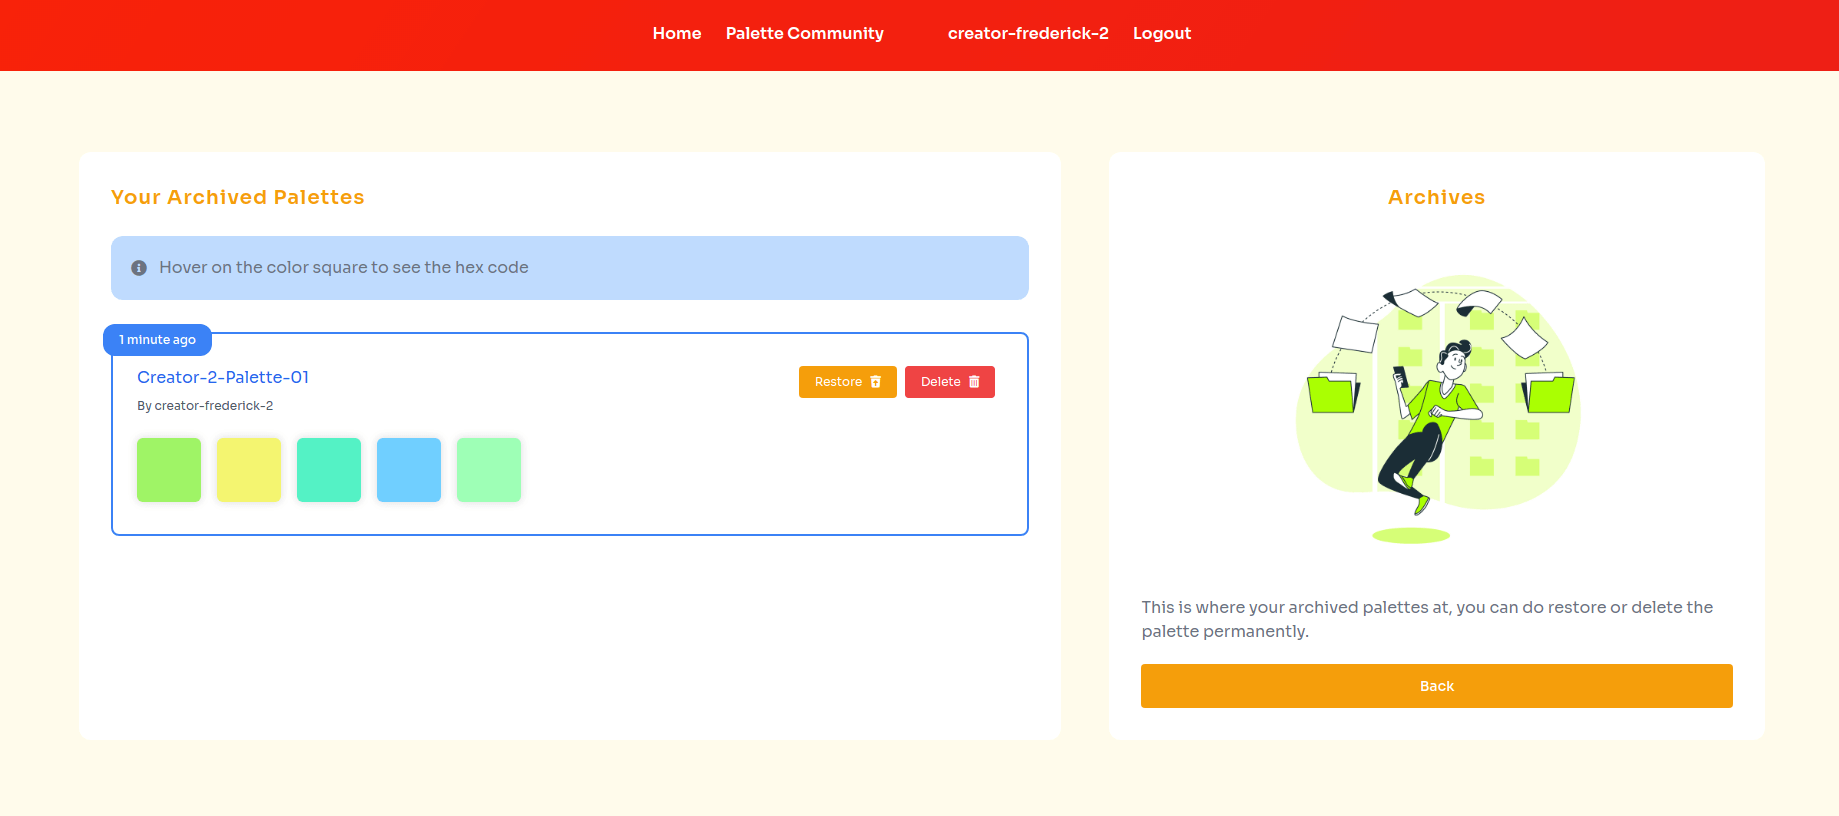 Home Palette Community creator-frederick-2 Logout
Your Archived Palettes
Hover on the color square to see the hex code
1 minute ago
Creator-2-Palette-01
By creator-frederick-2
Restore
Delete
Archives
This is where your archived palettes at, you can do restore or delete the
palette permanently.
Back